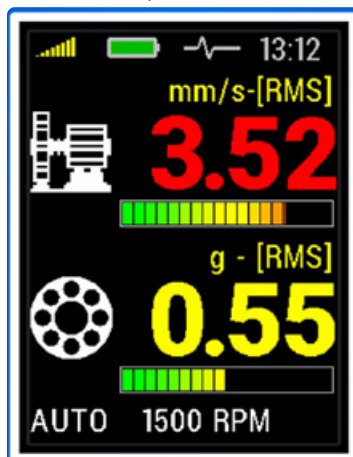 13:12
mm/s-[RMS]
3.52
g - [RMS]
0.55
AUTO 1500 RPM